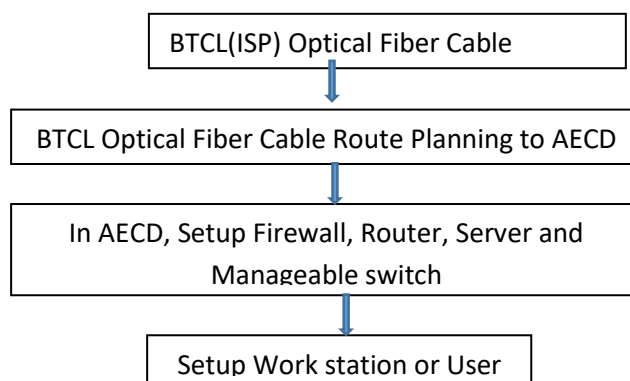 BTCL(ISP) Optical Fiber Cable
BTCL Optical Fiber Cable Route Planning to AECD
In AECD, Setup Firewall, Router, Server and
Manageable switch
Setup Work station or User